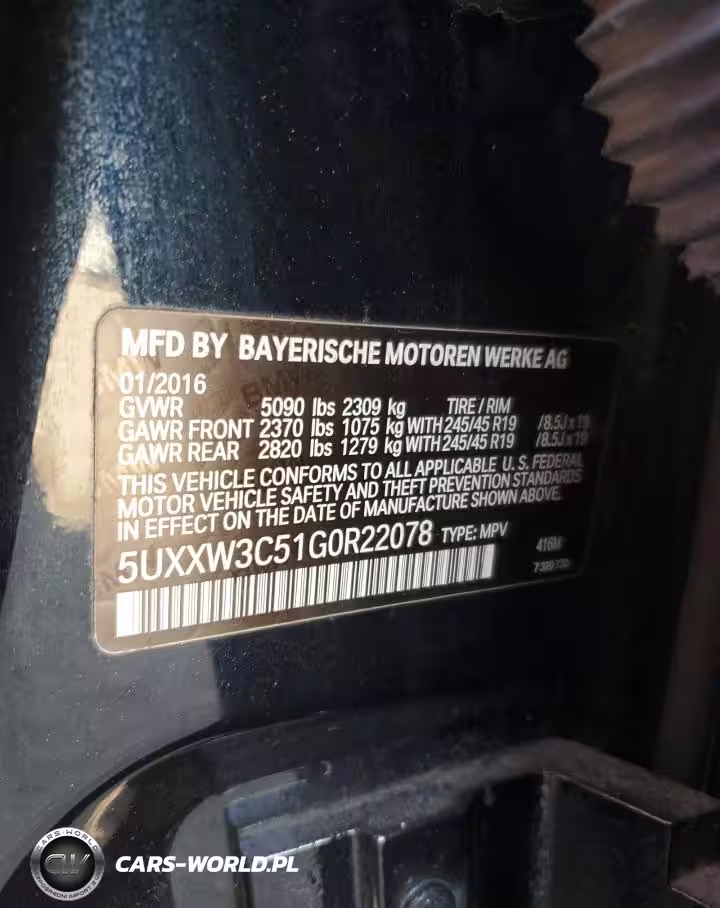 MFD BY BAYERISCHE MOTOREN WERKE AG
01/2016
GVWR 5090 lbs 2309 kg TIRE / RIM
GAWR FRONT 2370 lbs 1075 kg WITH 245/45 R19 /8.5J x 19
GAWR REAR 2820 lbs 1279 kg WITH 245/45 R19 /8.5J x 19
THIS VEHICLE CONFORMS TO ALL APPLICABLE U.S. FEDERAL
MOTOR VEHICLE SAFETY AND THEFT PREVENTION STANDARDS
IN EFFECT ON THE DATE OF MANUFACTURE SHOWN ABOVE.
5UXXW3C51G0R22078 TYPE: MPV
416M
CARS-WORLD
CW
CARS-WORLD.PL